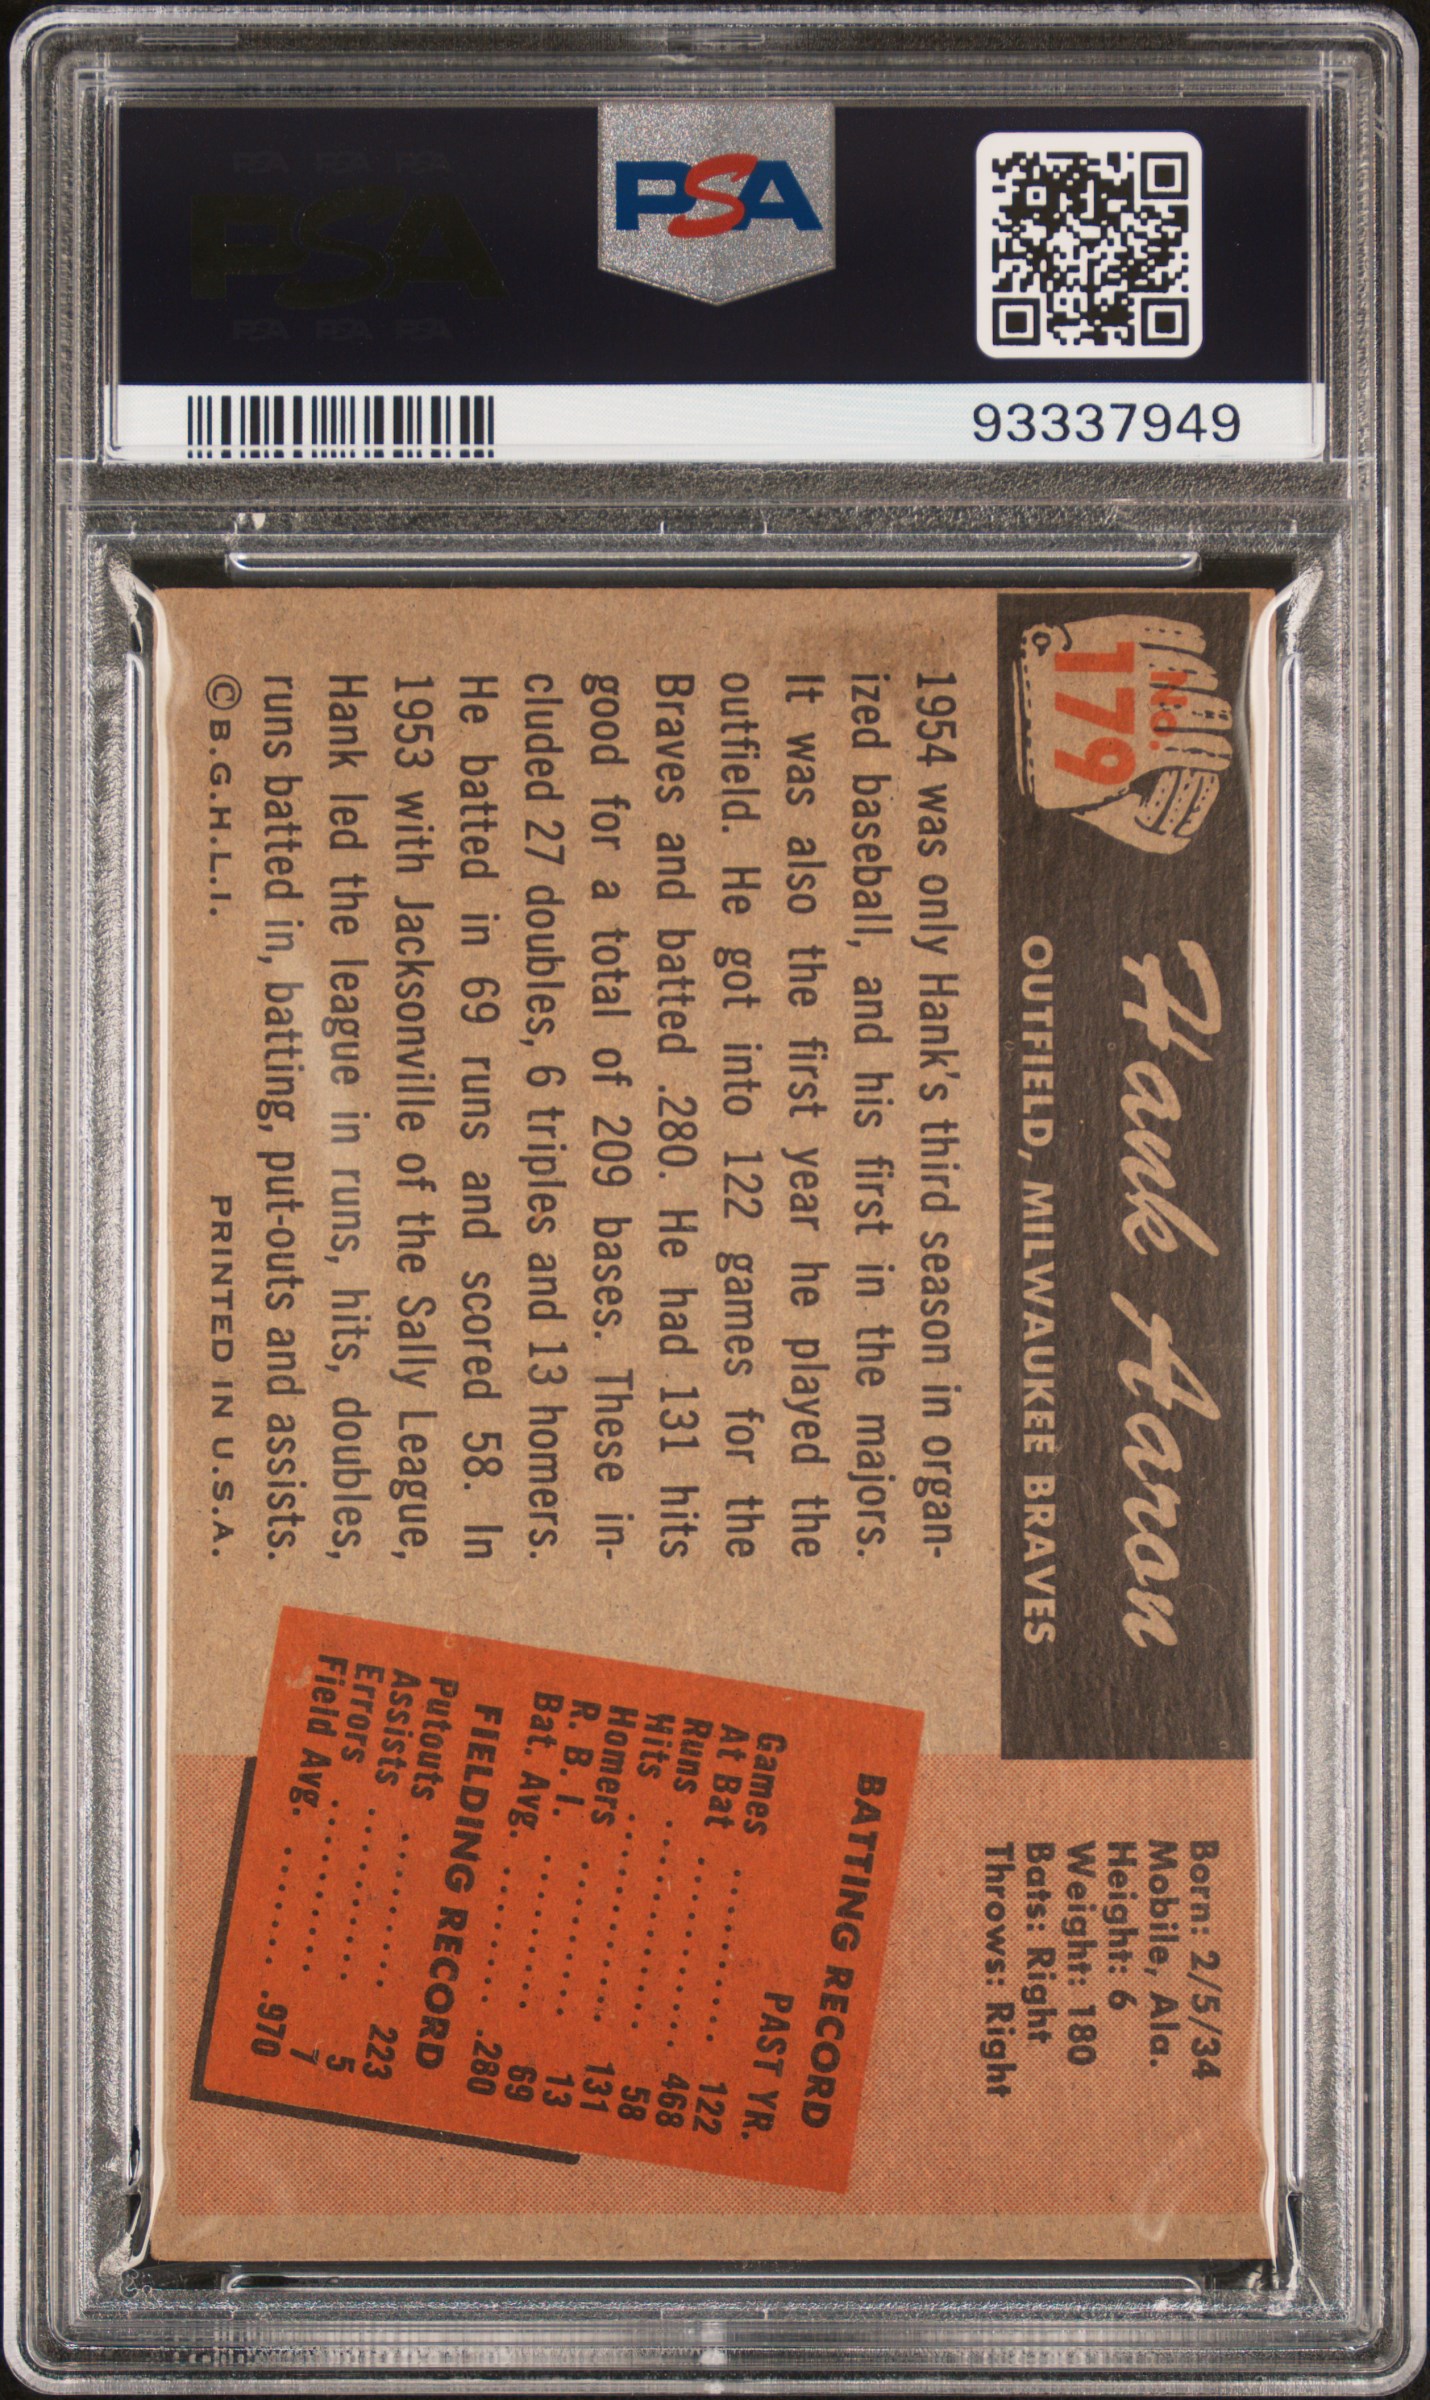 PSA PSA PSA
PSA
PSA PSA PSA
PSA
93337949
No.
179
Hank Aaron
OUTFIELD, MILWAUKEE BRAVES
1954 was only Hank's third season in organ-
ized baseball, and his first in the majors.
It was also the first year he played the
outfield. He got into 122 games for the
Braves and batted .280. He had 131 hits
good for a total of 209 bases. These in-
cluded 27 doubles, 6 triples and 13 homers.
He batted in 69 runs and scored 58. In
1953 with Jacksonville of the Sally League,
Hank led the league in runs, hits, doubles,
runs batted in, batting, put-outs and assists.
© B.G.H.L.I. PRINTED IN U.S.A.
Born: 2/5/34
Mobile, Ala.
Height: 6
Weight: 180
Bats: Right
Throws: Right
BATTING RECORD
PAST YR.
Games .......... 122
At Bat .......... 468
Runs .......... 58
Hits .......... 131
Homers .......... 13
R. B. I. .......... 69
Bat. Avg. .......... .280
FIELDING RECORD
Putouts .......... 223
Assists .......... 5
Errors .......... 7
Field Avg. .......... .970